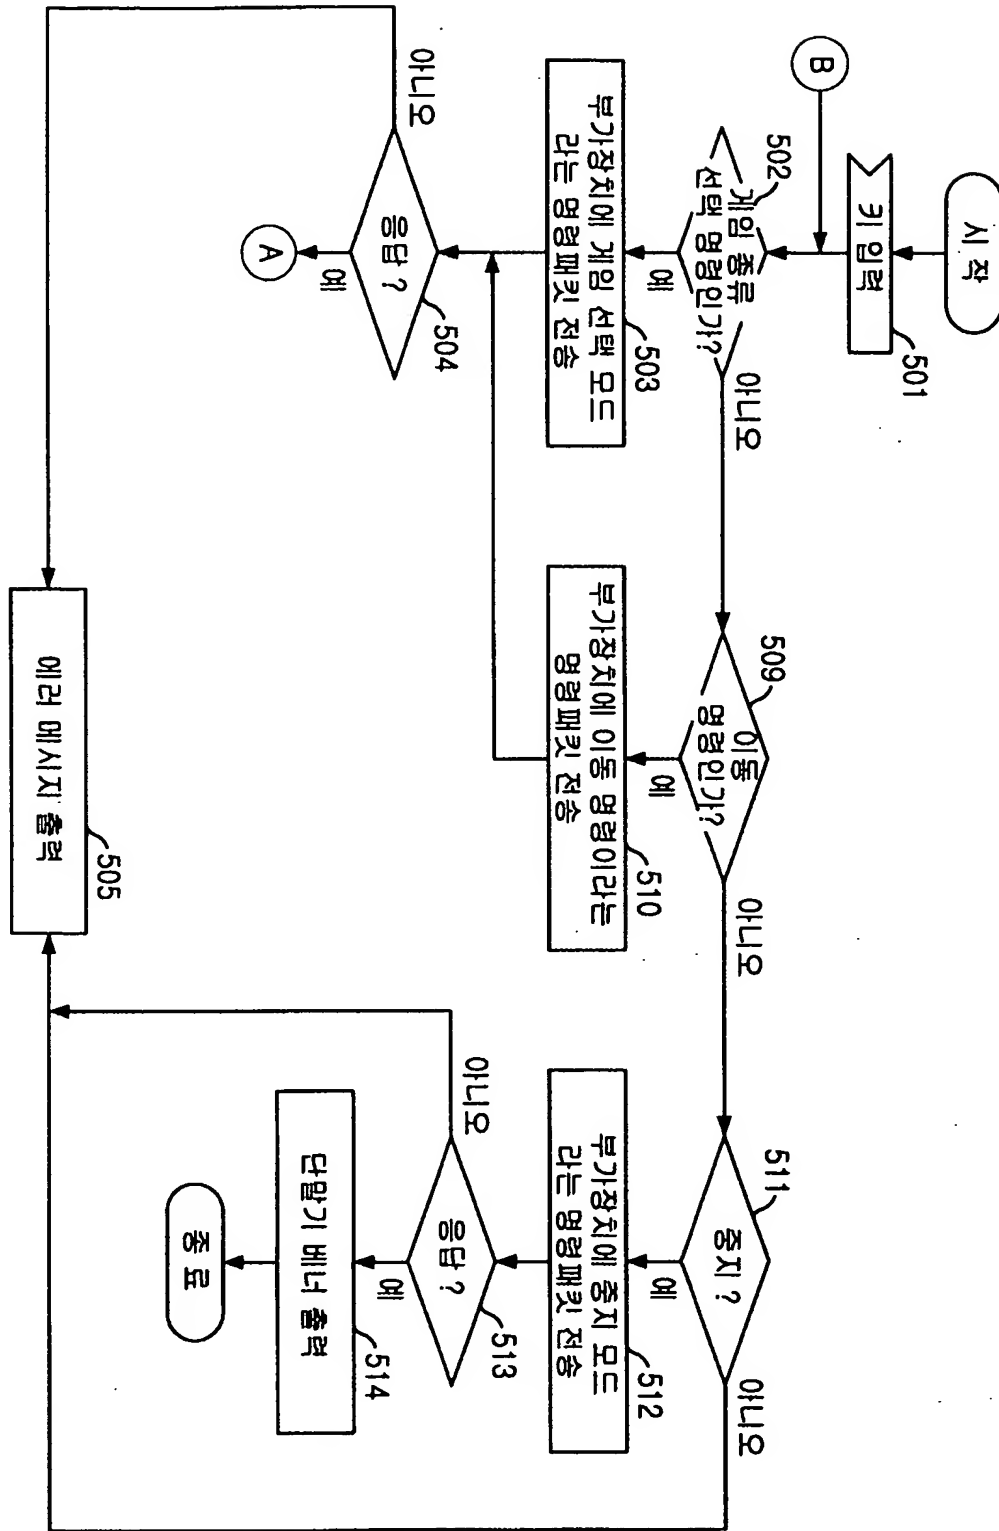 시 작
키 입력
501
B
502
게임 종류
선택 명령인가?
아니오
예
부가장치에 게임 선택 모드
라는 명령패킷 전송
503
응답?
504
아니오
예
A
509
이동
명령인가?
아니오
예
부가장치에 이동 명령이라는
명령패킷 전송
510
511
중지?
아니오
예
부가장치에 중지 모드
라는 명령패킷 전송
512
응답?
513
아니오
예
단말기 베너 출력
514
종 료
에러 메시지 출력
505